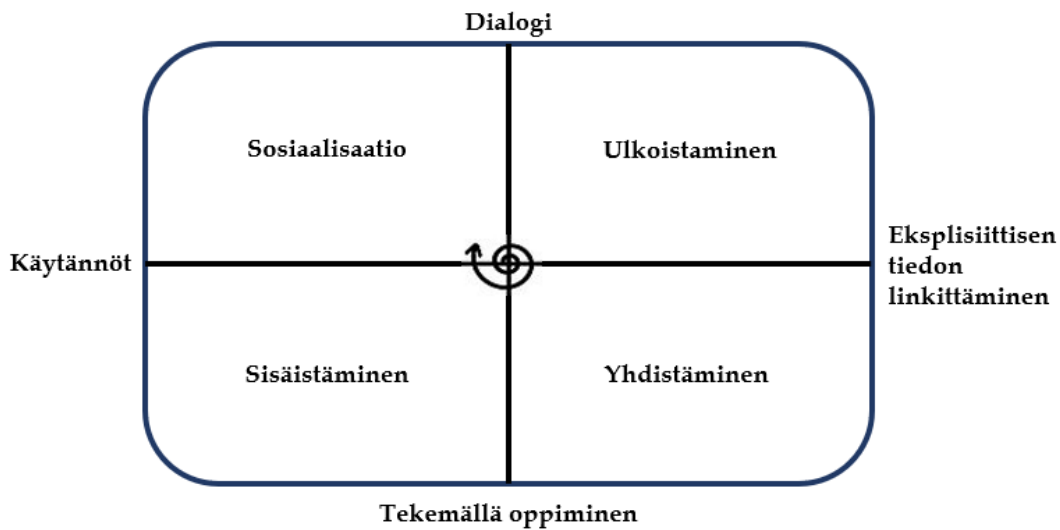 Dialogi
Sosiaalisaatio
Ulkoistaminen
Käytännöt
Eksplisiittisen
tiedon
linkittäminen
Sisäistäminen
Yhdistäminen
Tekemällä oppiminen